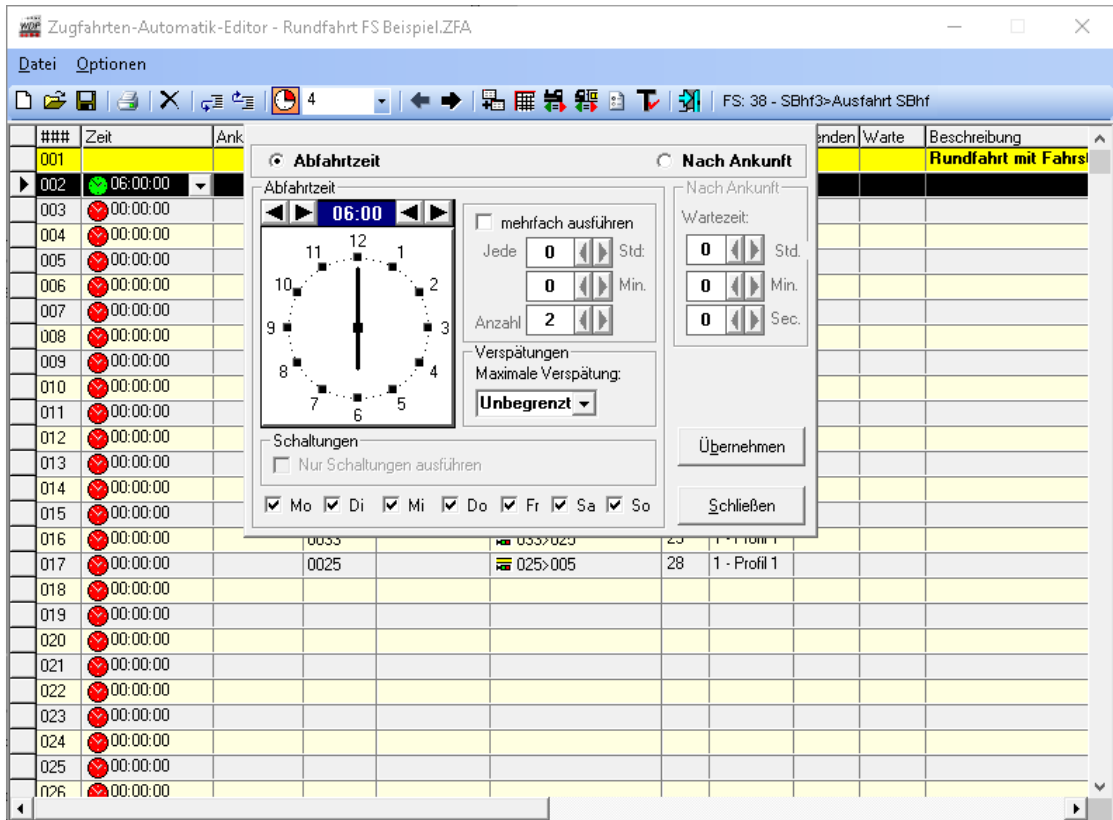 WDP Zugfahrten-Automatik-Editor - Rundfahrt FS Beispiel.ZFA
Datei Optionen
4 FS: 38 - SBhf3>Ausfahrt SBhf
### Zeit Ank enden Warte Beschreibung
001 Rundfahrt mit Fahrs
002 06:00:00
003 00:00:00
004 00:00:00
005 00:00:00
006 00:00:00
007 00:00:00
008 00:00:00
009 00:00:00
010 00:00:00
011 00:00:00
012 00:00:00
013 00:00:00
014 00:00:00
015 00:00:00
016 00:00:00 0033 033>025 25 1 - Profil 1
017 00:00:00 0025 025>005 28 1 - Profil 1
018 00:00:00
019 00:00:00
020 00:00:00
021 00:00:00
022 00:00:00
023 00:00:00
024 00:00:00
025 00:00:00
026 00:00:00
Abfahrtzeit Nach Ankunft
Abfahrtzeit
06:00
12
1
2
3
4
5
6
7
8
9
10
11
mehrfach ausführen
Jede 0 Std:
0 Min.
Anzahl 2
Verspätungen
Maximale Verspätung:
Unbegrenzt
Nach Ankunft
Wartezeit:
0 Std.
0 Min.
0 Sec.
Schaltungen
Nur Schaltungen ausführen
Mo Di Mi Do Fr Sa So
Übernehmen
Schließen